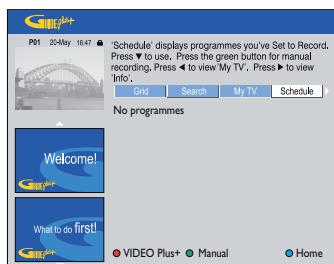 GUIDEplus+
P01 20-May 16:47
'Schedule' displays programmes you've Set to Record.
Press ▼ to use. Press the green button for manual
recording. Press ◄ to view 'My TV'. Press ► to view
'Info'.
Grid Search My TV Schedule
No programmes
Welcome!
GUIDEplus+
What to do first!
GUIDEplus+
VIDEO Plus+ Manual Home